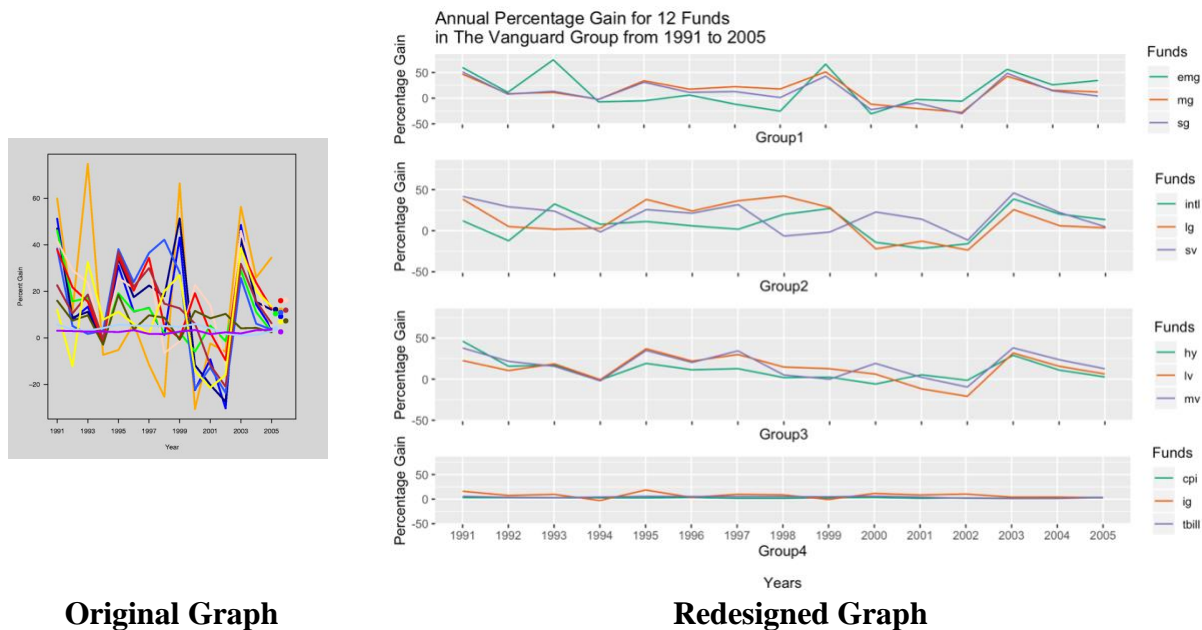 Annual Percentage Gain for 12 Funds
in The Vanguard Group from 1991 to 2005
Percentage Gain
50
0
-50
Group1
Funds
emg
mg
sg
Percentage Gain
50
0
-50
Group2
Funds
intl
lg
sv
Percentage Gain
50
0
-50
Group3
Funds
hy
lv
mv
Percentage Gain
50
0
-50
1991 1992 1993 1994 1995 1996 1997 1998 1999 2000 2001 2002 2003 2004 2005
Group4
Years
Funds
cpi
ig
tbill
Percent Gain
60
40
20
0
−20
1991 1993 1995 1997 1999 2001 2003 2005
Year
Original Graph
Redesigned Graph